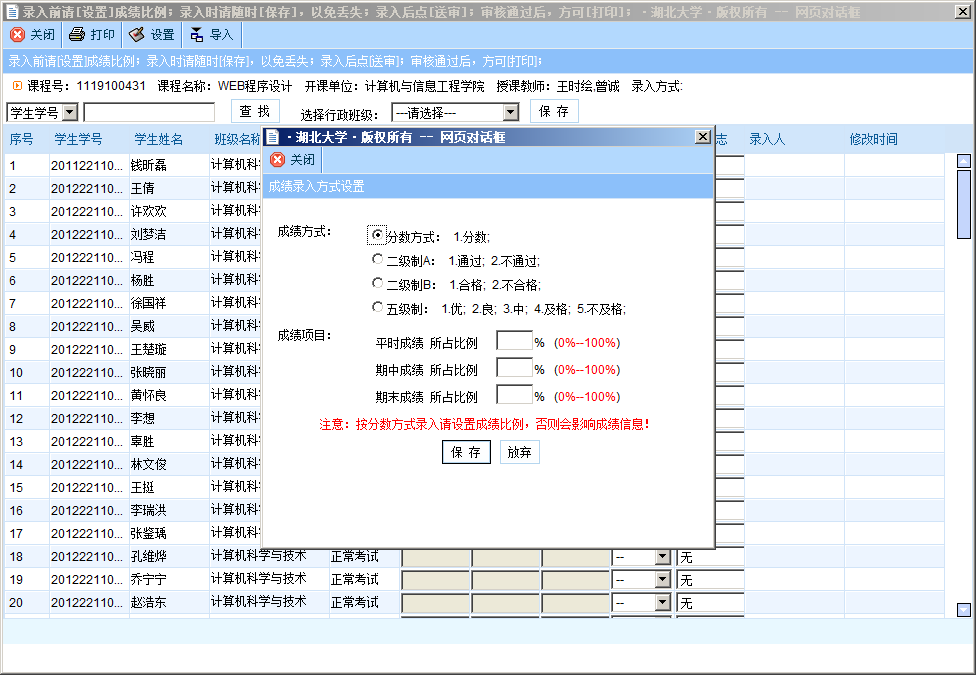 录入前请[设置]成绩比例；录入时请随时[保存]，以免丢失；录入后点[送审]；审核通过后，方可[打印]； · 湖北大学 · 版权所有 -- 网页对话框
关闭 打印 设置 导入
录入前请[设置]成绩比例；录入时请随时[保存]，以免丢失；录入后点[送审]；审核通过后，方可[打印]；
课程号：1119100431 课程名称：WEB程序设计 开课单位：计算机与信息工程学院 授课教师：王时绘,曾诚 录入方式：
学生学号 查 找 选择行政班级： ---请选择--- 保 存
序号 学生学号 学生姓名 班级名称 志 录入人 修改时间
· 湖北大学 · 版权所有 -- 网页对话框
关闭
成绩录入方式设置
成绩方式：
分数方式： 1.分数;
二级制A： 1.通过; 2.不通过;
二级制B： 1.合格; 2.不合格;
五级制： 1.优; 2.良; 3.中; 4.及格; 5.不及格;
成绩项目：
平时成绩 所占比例 % (0%--100%)
期中成绩 所占比例 % (0%--100%)
期末成绩 所占比例 % (0%--100%)
注意：按分数方式录入请设置成绩比例，否则会影响成绩信息！
保 存 放弃
1 201122110... 钱昕磊 计算机科
2 201222110... 王倩 计算机科
3 201222110... 许欢欢 计算机科
4 201222110... 刘梦洁 计算机科
5 201222110... 冯程 计算机科
6 201222110... 杨胜 计算机科
7 201222110... 徐国祥 计算机科
8 201222110... 吴威 计算机科
9 201222110... 王楚璇 计算机科
10 201222110... 张晓丽 计算机科
11 201222110... 黄怀良 计算机科
12 201222110... 李想 计算机科
13 201222110... 辜胜 计算机科
14 201222110... 林文俊 计算机科
15 201222110... 王挺 计算机科
16 201222110... 李瑞洪 计算机科
17 201222110... 张鉴瑀 计算机科
18 201222110... 孔维烨 计算机科学与技术 正常考试 -- 无
19 201222110... 乔宁宁 计算机科学与技术 正常考试 -- 无
20 201222110... 赵洁东 计算机科学与技术 正常考试 -- 无